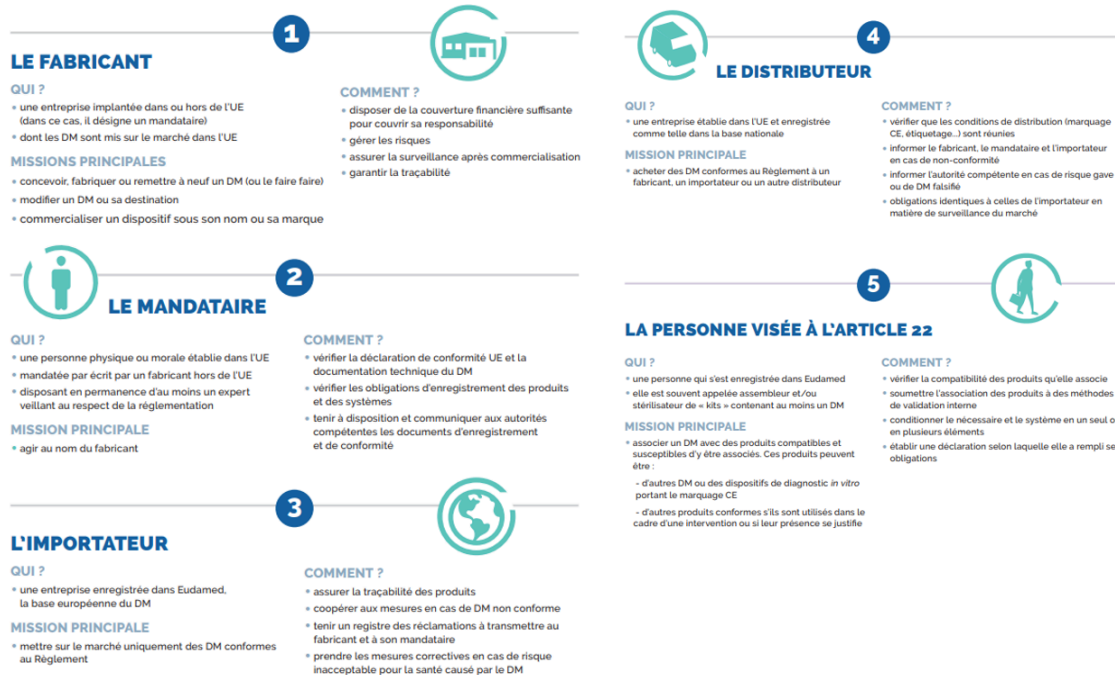 1
LE FABRICANT
QUI ?
• une entreprise implantée dans ou hors de l'UE
(dans ce cas, il désigne un mandataire)
• dont les DM sont mis sur le marché dans l'UE
MISSIONS PRINCIPALES
• concevoir, fabriquer ou remettre à neuf un DM (ou le faire faire)
• modifier un DM ou sa destination
• commercialiser un dispositif sous son nom ou sa marque
COMMENT ?
• disposer de la couverture financière suffisante
pour couvrir sa responsabilité
• gérer les risques
• assurer la surveillance après commercialisation
• garantir la traçabilité
2
LE MANDATAIRE
QUI ?
• une personne physique ou morale établie dans l'UE
• mandatée par écrit par un fabricant hors de l'UE
• disposant en permanence d'au moins un expert
veillant au respect de la réglementation
MISSION PRINCIPALE
• agir au nom du fabricant
COMMENT ?
• vérifier la déclaration de conformité UE et la
documentation technique du DM
• vérifier les obligations d'enregistrement des produits
et des systèmes
• tenir à disposition et communiquer aux autorités
compétentes les documents d'enregistrement
et de conformité
3
L'IMPORTATEUR
QUI ?
• une entreprise enregistrée dans Eudamed,
la base européenne du DM
MISSION PRINCIPALE
• mettre sur le marché uniquement des DM conformes
au Règlement
COMMENT ?
• assurer la traçabilité des produits
• coopérer aux mesures en cas de DM non conforme
• tenir un registre des réclamations à transmettre au
fabricant et à son mandataire
• prendre les mesures correctives en cas de risque
inacceptable pour la santé causé par le DM
4
LE DISTRIBUTEUR
QUI ?
• une entreprise établie dans l'UE et enregistrée
comme telle dans la base nationale
MISSION PRINCIPALE
• acheter des DM conformes au Règlement à un
fabricant, un importateur ou un autre distributeur
COMMENT ?
• vérifier que les conditions de distribution (marquage
CE, étiquetage...) sont réunies
• informer le fabricant, le mandataire et l'importateur
en cas de non-conformité
• informer l'autorité compétente en cas de risque gave
ou de DM falsifié
• obligations identiques à celles de l'importateur en
matière de surveillance du marché
5
LA PERSONNE VISÉE À L'ARTICLE 22
QUI ?
• une personne qui s'est enregistrée dans Eudamed
• elle est souvent appelée assembleur et/ou
stérilisateur de « kits » contenant au moins un DM
MISSION PRINCIPALE
• associer un DM avec des produits compatibles et
susceptibles d'y être associés. Ces produits peuvent
être :
- d'autres DM ou des dispositifs de diagnostic in vitro
portant le marquage CE
- d'autres produits conformes s'ils sont utilisés dans le
cadre d'une intervention ou si leur présence se justifie
COMMENT ?
• vérifier la compatibilité des produits qu'elle associe
• soumettre l'association des produits à des méthodes
de validation interne
• conditionner le nécessaire et le système en un seul o
en plusieurs éléments
• établir une déclaration selon laquelle elle a rempli se
obligations